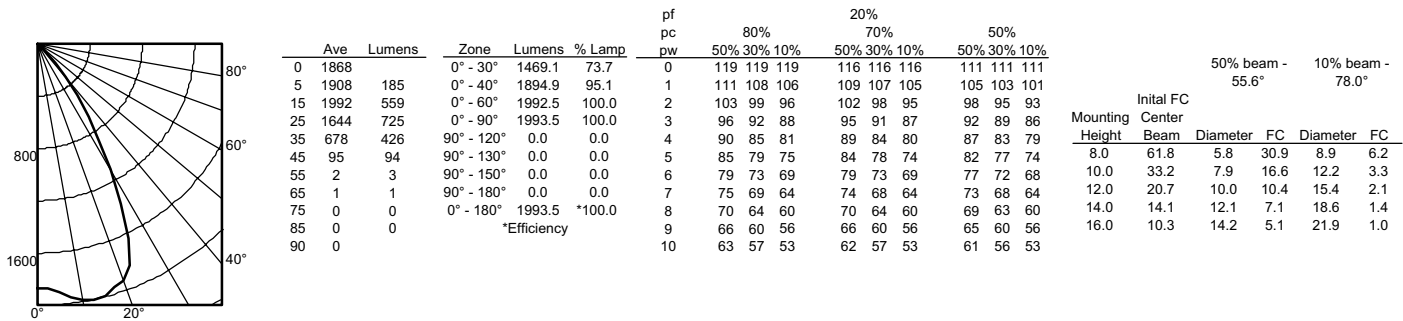 80°
60°
800
1600
40°
0° 20°
Ave Lumens
0 1868
5 1908 185
15 1992 559
25 1644 725
35 678 426
45 95 94
55 2 3
65 1 1
75 0 0
85 0 0
90 0
Zone Lumens % Lamp
0° - 30° 1469.1 73.7
0° - 40° 1894.9 95.1
0° - 60° 1992.5 100.0
0° - 90° 1993.5 100.0
90° - 120° 0.0 0.0
90° - 130° 0.0 0.0
90° - 150° 0.0 0.0
90° - 180° 0.0 0.0
0° - 180° 1993.5 *100.0
*Efficiency
pf 20%
pc 80% 70% 50%
pw 50% 30% 10% 50% 30% 10% 50% 30% 10%
0 119 119 119 116 116 116 111 111 111
1 111 108 106 109 107 105 105 103 101
2 103 99 96 102 98 95 98 95 93
3 96 92 88 95 91 87 92 89 86
4 90 85 81 89 84 80 87 83 79
5 85 79 75 84 78 74 82 77 74
6 79 73 69 79 73 69 77 72 68
7 75 69 64 74 68 64 73 68 64
8 70 64 60 70 64 60 69 63 60
9 66 60 56 66 60 56 65 60 56
10 63 57 53 62 57 53 61 56 53
50% beam - 10% beam -
55.6° 78.0°
Inital FC
Mounting Center
Height Beam Diameter FC Diameter FC
8.0 61.8 5.8 30.9 8.9 6.2
10.0 33.2 7.9 16.6 12.2 3.3
12.0 20.7 10.0 10.4 15.4 2.1
14.0 14.1 12.1 7.1 18.6 1.4
16.0 10.3 14.2 5.1 21.9 1.0